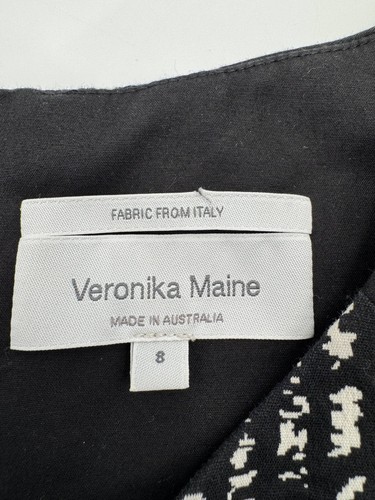 FABRIC FROM ITALY
Veronika Maine
MADE IN AUSTRALIA
8